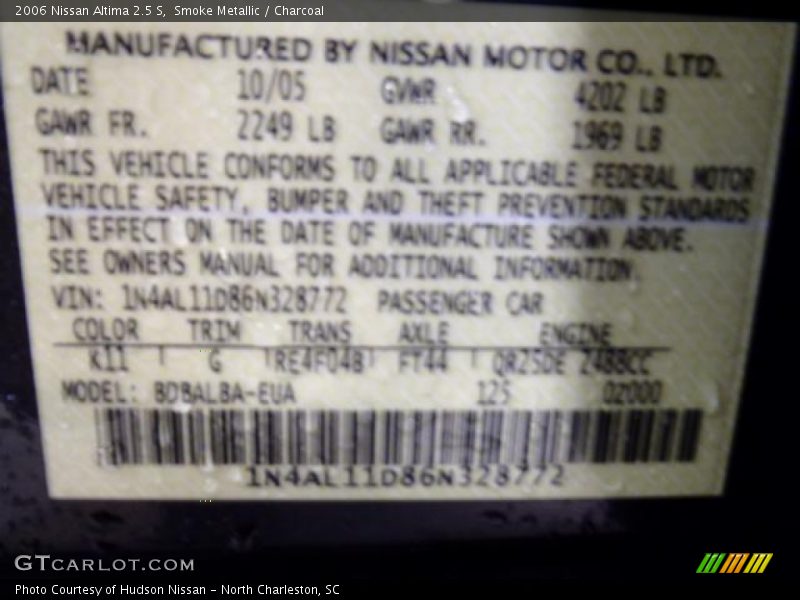 2006 Nissan Altima 2.5 S, Smoke Metallic / Charcoal
MANUFACTURED BY NISSAN MOTOR CO., LTD.
DATE 10/05 GVWR 4202 LB
GAWR FR. 2249 LB GAWR RR. 1969 LB
THIS VEHICLE CONFORMS TO ALL APPLICABLE FEDERAL MOTOR
VEHICLE SAFETY, BUMPER AND THEFT PREVENTION STANDARDS
IN EFFECT ON THE DATE OF MANUFACTURE SHOWN ABOVE.
SEE OWNERS MANUAL FOR ADDITIONAL INFORMATION.
VIN: 1N4AL11D86N328772 PASSENGER CAR
COLOR TRIM TRANS AXLE ENGINE
K11 G RE4F04B FT44 QR25DE 2488CC
MODEL: BDBALBA-EUA 125 02000
1N4AL11D86N328772
GTCARLOT.COM
Photo Courtesy of Hudson Nissan - North Charleston, SC